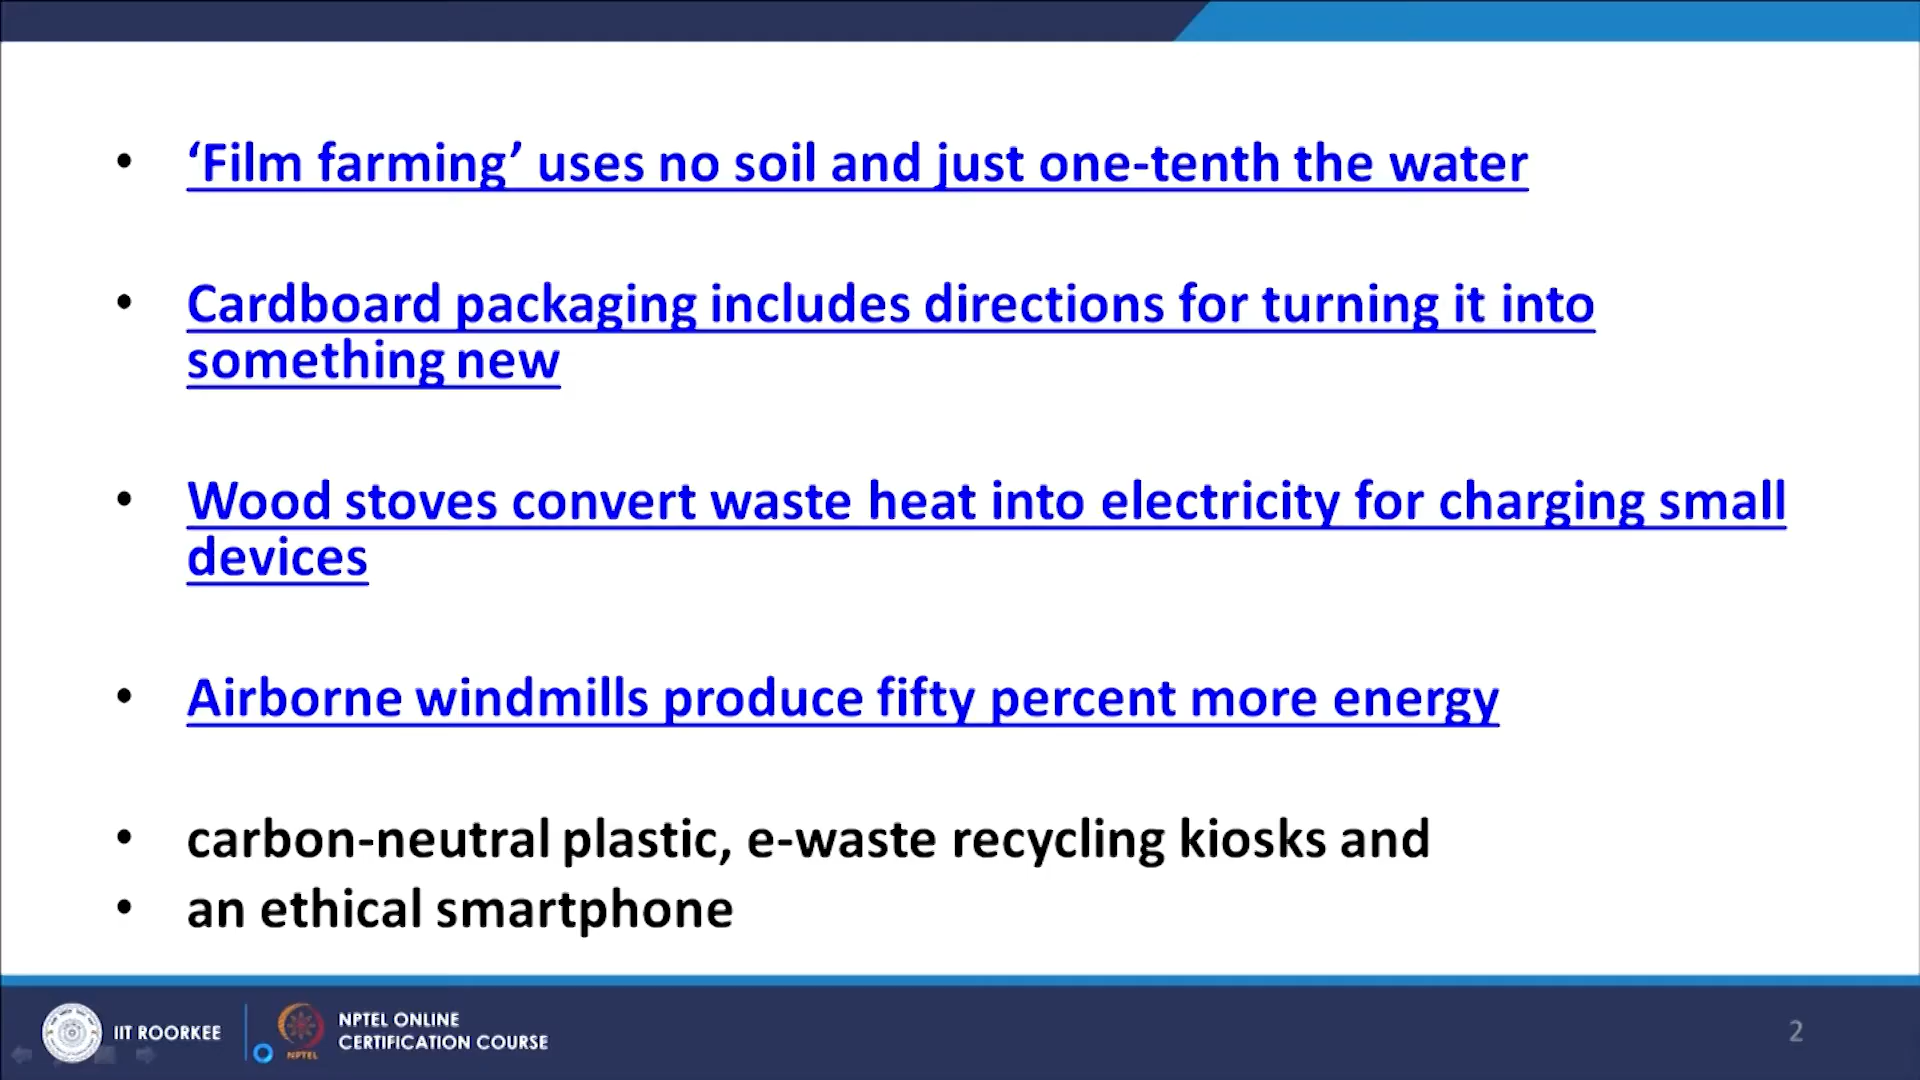 • ‘Film farming’ uses no soil and just one-tenth the water
• Cardboard packaging includes directions for turning it into
something new
• Wood stoves convert waste heat into electricity for charging small
devices
• Airborne windmills produce fifty percent more energy
• carbon-neutral plastic, e-waste recycling kiosks and
• an ethical smartphone
IIT ROORKEE
NPTEL
NPTEL ONLINE
CERTIFICATION COURSE
2